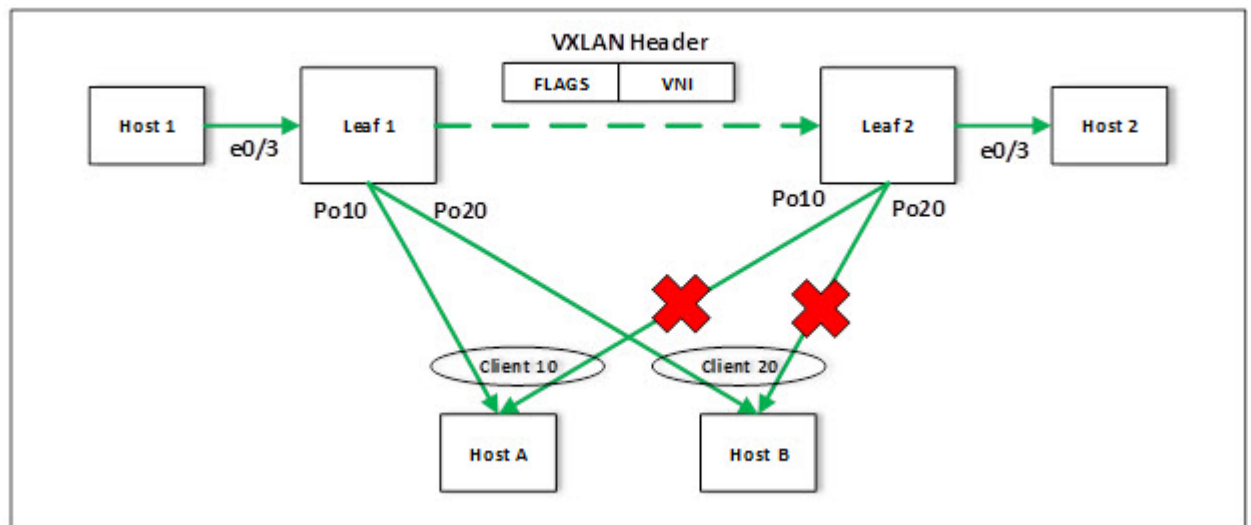 VXLAN Header
FLAGS VNI
Host 1 Leaf 1 Leaf 2 Host 2
e0/3 e0/3
Po10 Po20 Po10 Po20
Client 10 Client 20
Host A Host B